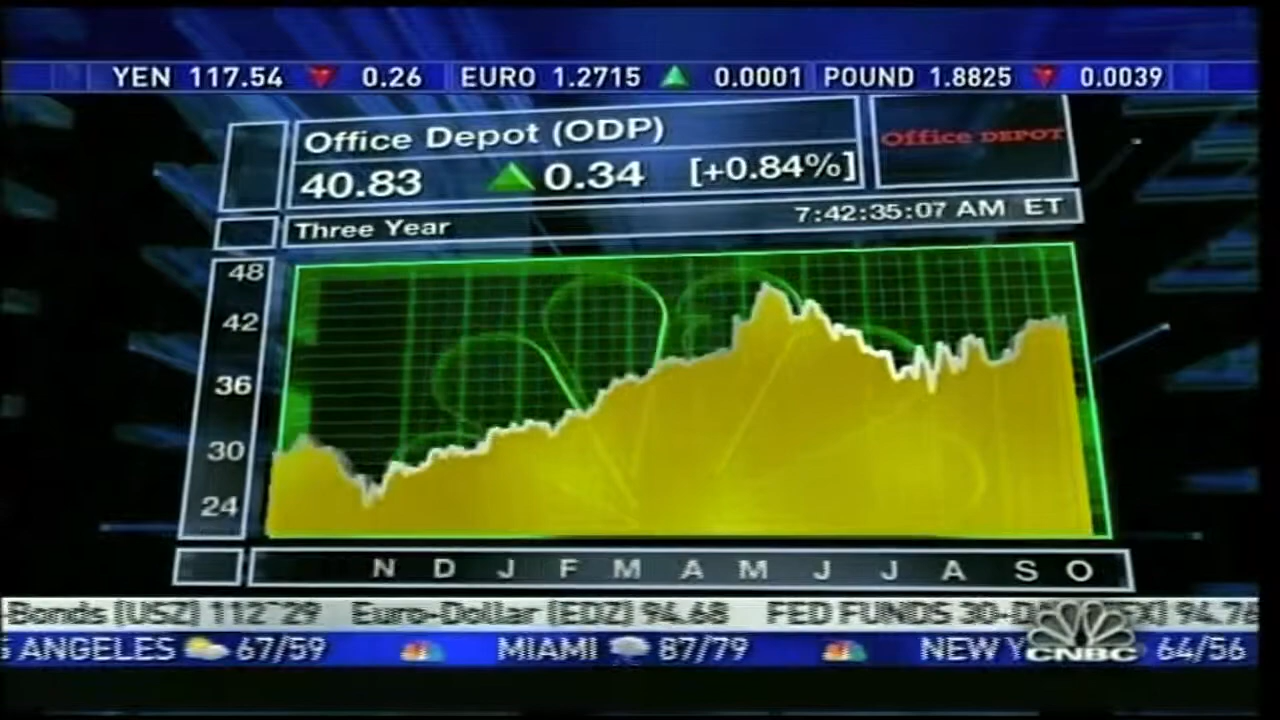 YEN 117.54 ▼ 0.26 EURO 1.2715 ▲ 0.0001 POUND 1.8825 ▼ 0.0039
Office Depot (ODP)
40.83 ▲ 0.34 [+0.84%]
Office DEPOT
Three Year 7:42:35:07 AM ET
48
42
36
30
24
N D J F M A M J J A S O
Bonds (USZ) 112˜29 Euro-Dollar (EDZ) 94.68 FED FUNDS 30-D 94.76
ANGELES 67/59 MIAMI 87/79 NEW Y 64/56
CNBC